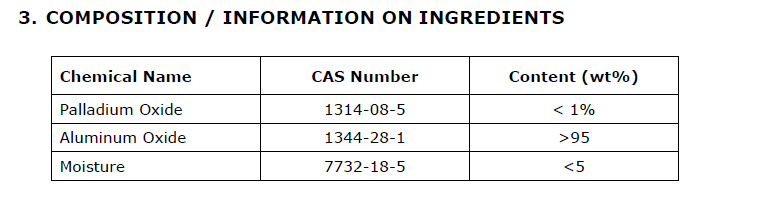 3. COMPOSITION / INFORMATION ON INGREDIENTS
Chemical Name CAS Number Content (wt%)
Palladium Oxide 1314-08-5 < 1%
Aluminum Oxide 1344-28-1 >95
Moisture 7732-18-5 <5